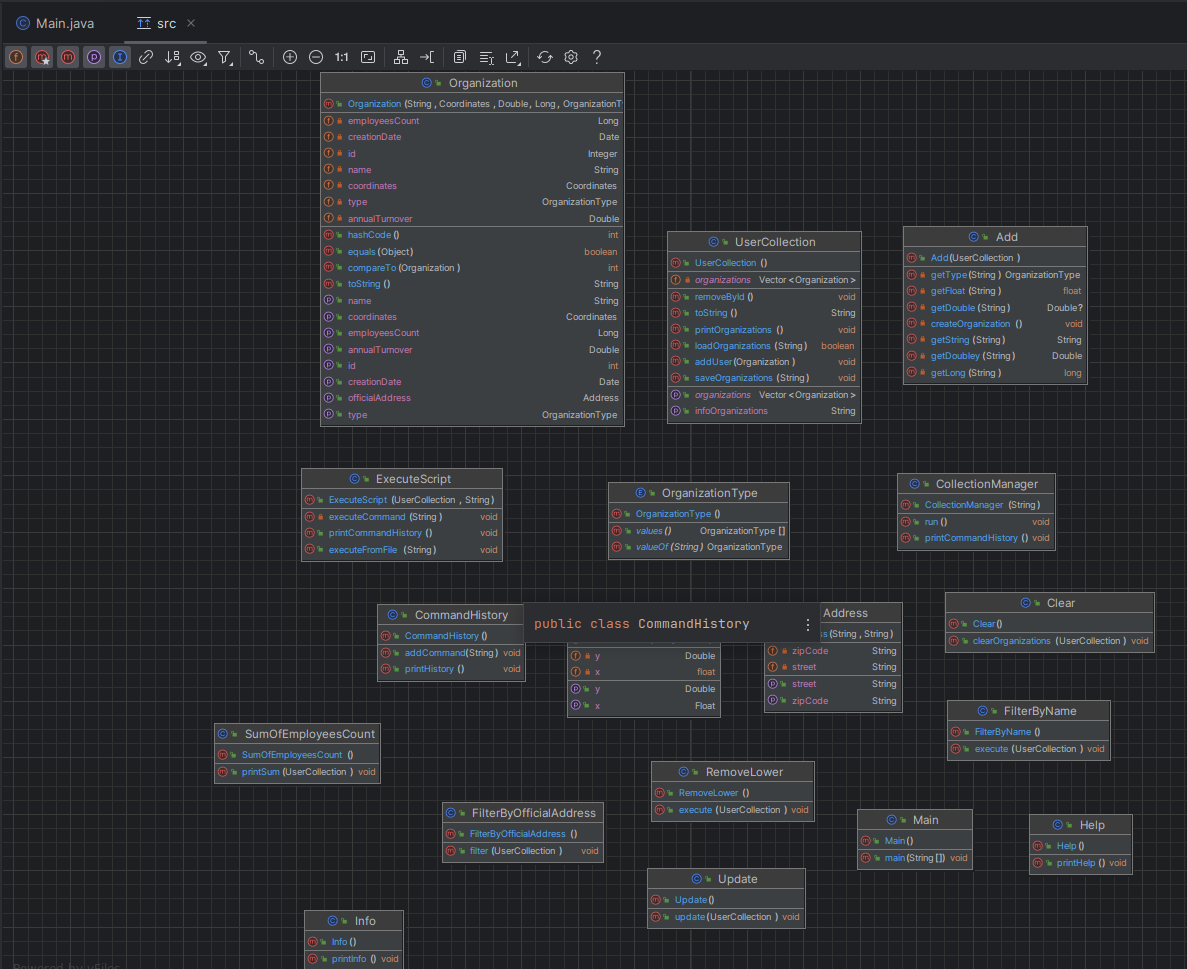 Main.java
src
1:1
Organization
Organization (String , Coordinates , Double, Long, OrganizationT
employeesCount Long
creationDate Date
id Integer
name String
coordinates Coordinates
type OrganizationType
annualTurnover Double
hashCode () int
equals (Object) boolean
compareTo (Organization ) int
toString () String
name String
coordinates Coordinates
employeesCount Long
annualTurnover Double
id int
creationDate Date
officialAddress Address
type OrganizationType
UserCollection
UserCollection ()
organizations Vector <Organization >
removeById () void
toString () String
printOrganizations () void
loadOrganizations (String) boolean
addUser (Organization ) void
saveOrganizations (String) void
organizations Vector <Organization >
infoOrganizations String
Add
Add (UserCollection )
getType (String ) OrganizationType
getFloat (String ) float
getDouble (String) Double?
createOrganization () void
getString (String ) String
getDoubley (String ) Double
getLong (String ) long
ExecuteScript
ExecuteScript (UserCollection , String)
executeCommand (String ) void
printCommandHistory () void
executeFromFile (String ) void
OrganizationType
OrganizationType ()
values () OrganizationType []
valueOf (String) OrganizationType
CollectionManager
CollectionManager (String)
run () void
printCommandHistory () void
CommandHistory
CommandHistory ()
addCommand (String) void
printHistory () void
public class CommandHistory
y Double
x float
y Double
x Float
Address
ss (String , String )
zipCode String
street String
street String
zipCode String
Clear
Clear ()
clearOrganizations (UserCollection ) void
FilterByName
FilterByName ()
execute (UserCollection ) void
SumOfEmployeesCount
SumOfEmployeesCount ()
printSum (UserCollection ) void
RemoveLower
RemoveLower ()
execute (UserCollection ) void
FilterByOfficialAddress
FilterByOfficialAddress ()
filter (UserCollection ) void
Main
Main ()
main (String []) void
Help
Help ()
printHelp () void
Update
Update ()
update (UserCollection ) void
Info
Info ()
printInfo () void
Powered by yFiles